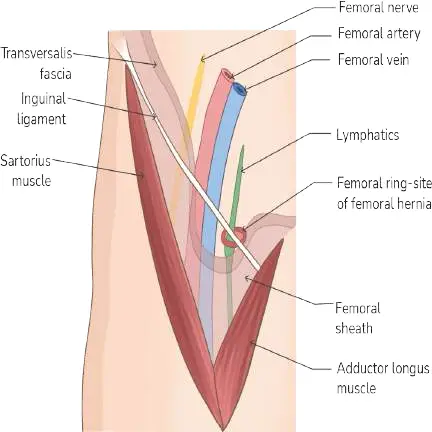 Femoral nerve
Femoral artery
Femoral vein
Transversalis
fascia
Inguinal
ligament
Lymphatics
Sartorius
muscle
Femoral ring-site
of femoral hernia
Femoral
sheath
Adductor longus
muscle